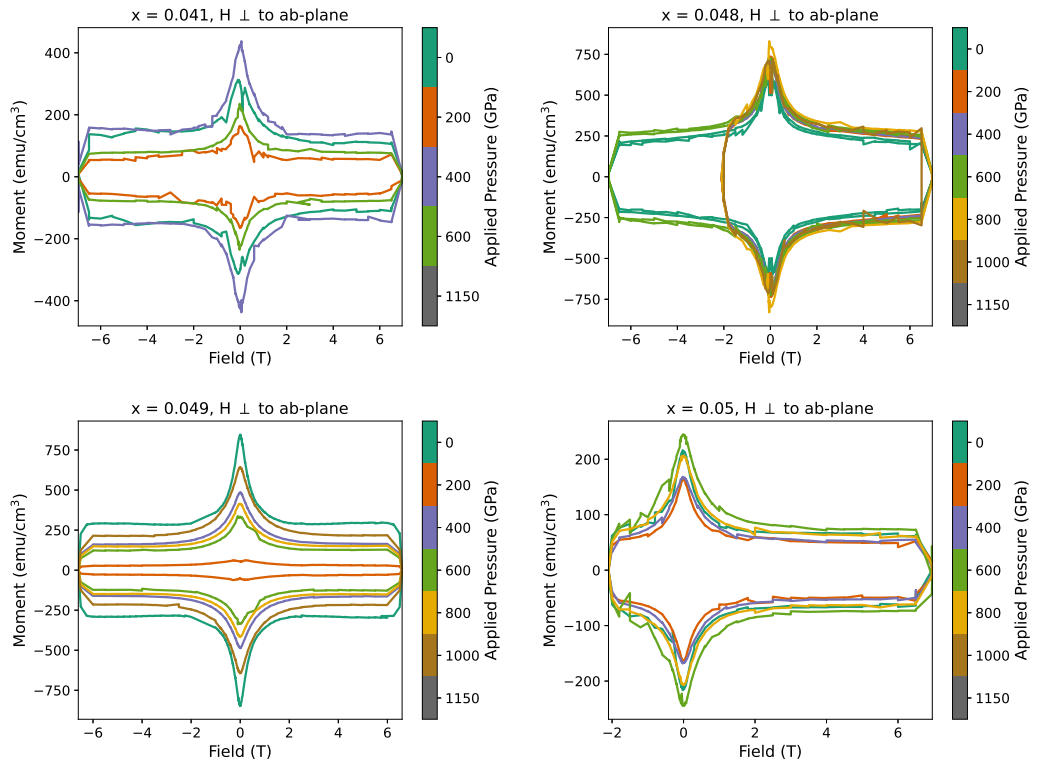 x = 0.041, H ⊥ to ab-plane
400
200
0
−200
−400
Moment (emu/cm³)
−6 −4 −2 0 2 4 6
Field (T)
0
200
400
600
1150
Applied Pressure (GPa)
x = 0.048, H ⊥ to ab-plane
750
500
250
0
−250
−500
−750
Moment (emu/cm³)
−6 −4 −2 0 2 4 6
Field (T)
0
200
400
600
800
1000
1150
Applied Pressure (GPa)
x = 0.049, H ⊥ to ab-plane
750
500
250
0
−250
−500
−750
Moment (emu/cm³)
−6 −4 −2 0 2 4 6
Field (T)
0
200
400
600
800
1000
1150
Applied Pressure (GPa)
x = 0.05, H ⊥ to ab-plane
200
100
0
−100
−200
Moment (emu/cm³)
−2 0 2 4 6
Field (T)
0
200
400
600
800
1000
1150
Applied Pressure (GPa)